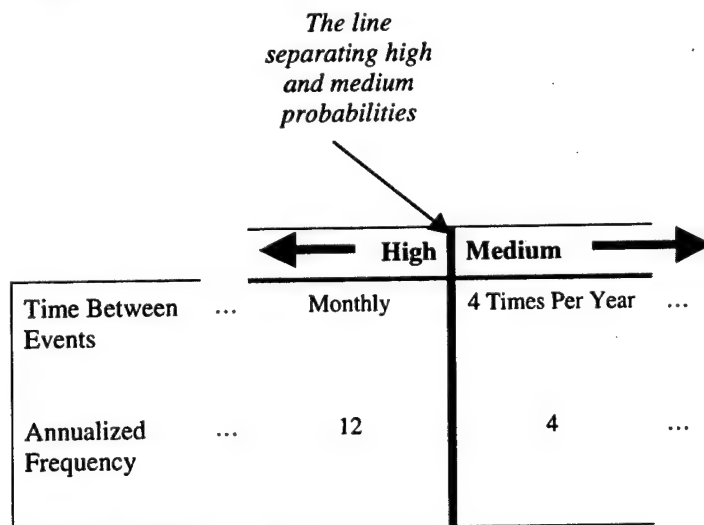 The line
separating high
and medium
probabilities
High Medium
Time Between Events ... Monthly 4 Times Per Year ...
Annualized Frequency ... 12 4 ...